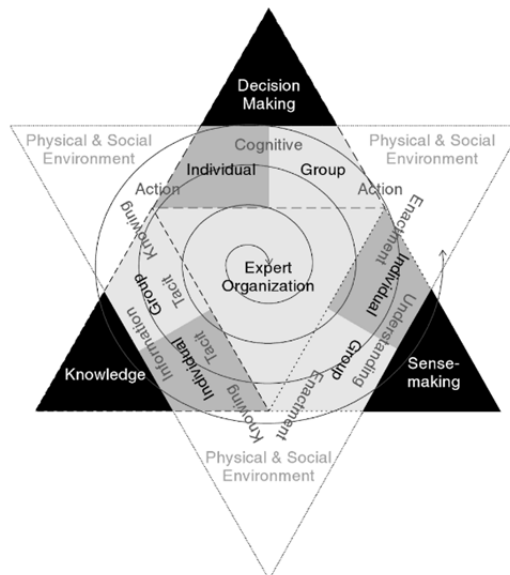 Decision
Making
Physical & Social
Environment
Physical & Social
Environment
Cognitive
Individual
Group
Action
Action
Knowing
Enactment
Group
Tacit
Individual
Expert
Organization
Understanding
Information
Tacit
Individual
Group
Knowledge
Sense-
making
Knowing
Enactment
Physical & Social
Environment